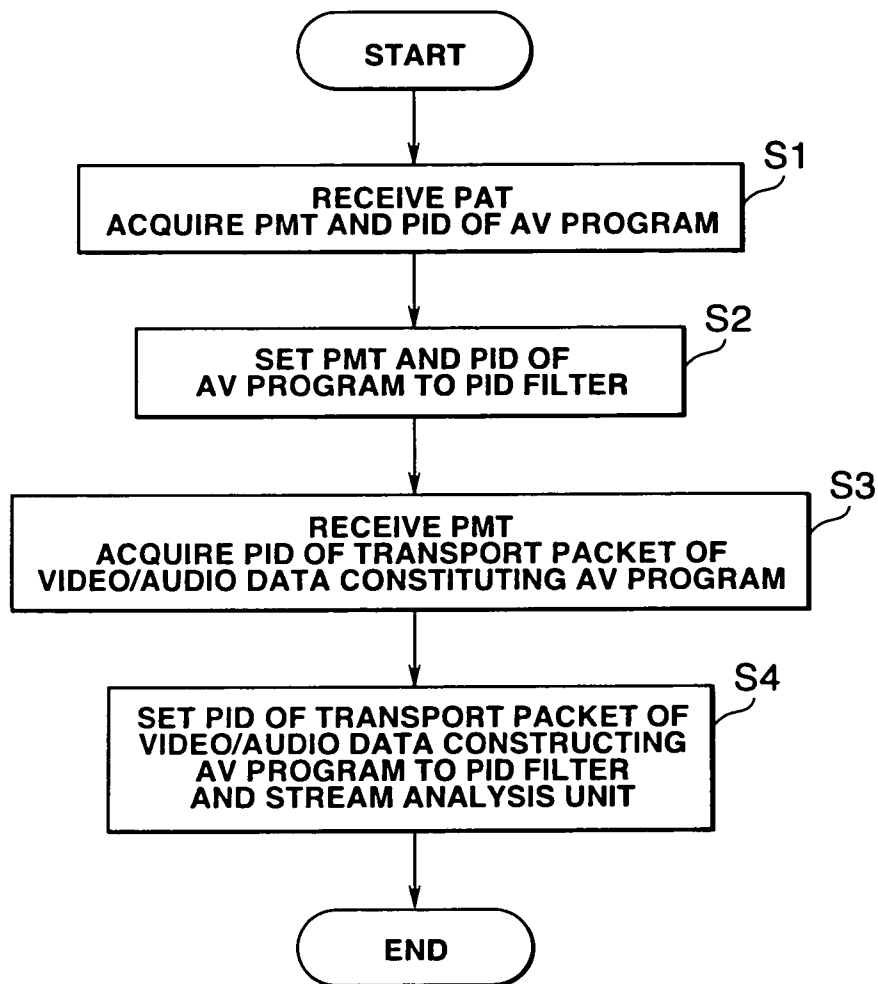 START
S1
RECEIVE PAT
ACQUIRE PMT AND PID OF AV PROGRAM
S2
SET PMT AND PID OF
AV PROGRAM TO PID FILTER
S3
RECEIVE PMT
ACQUIRE PID OF TRANSPORT PACKET OF
VIDEO/AUDIO DATA CONSTITUTING AV PROGRAM
S4
SET PID OF TRANSPORT PACKET OF
VIDEO/AUDIO DATA CONSTRUCTING
AV PROGRAM TO PID FILTER
AND STREAM ANALYSIS UNIT
END